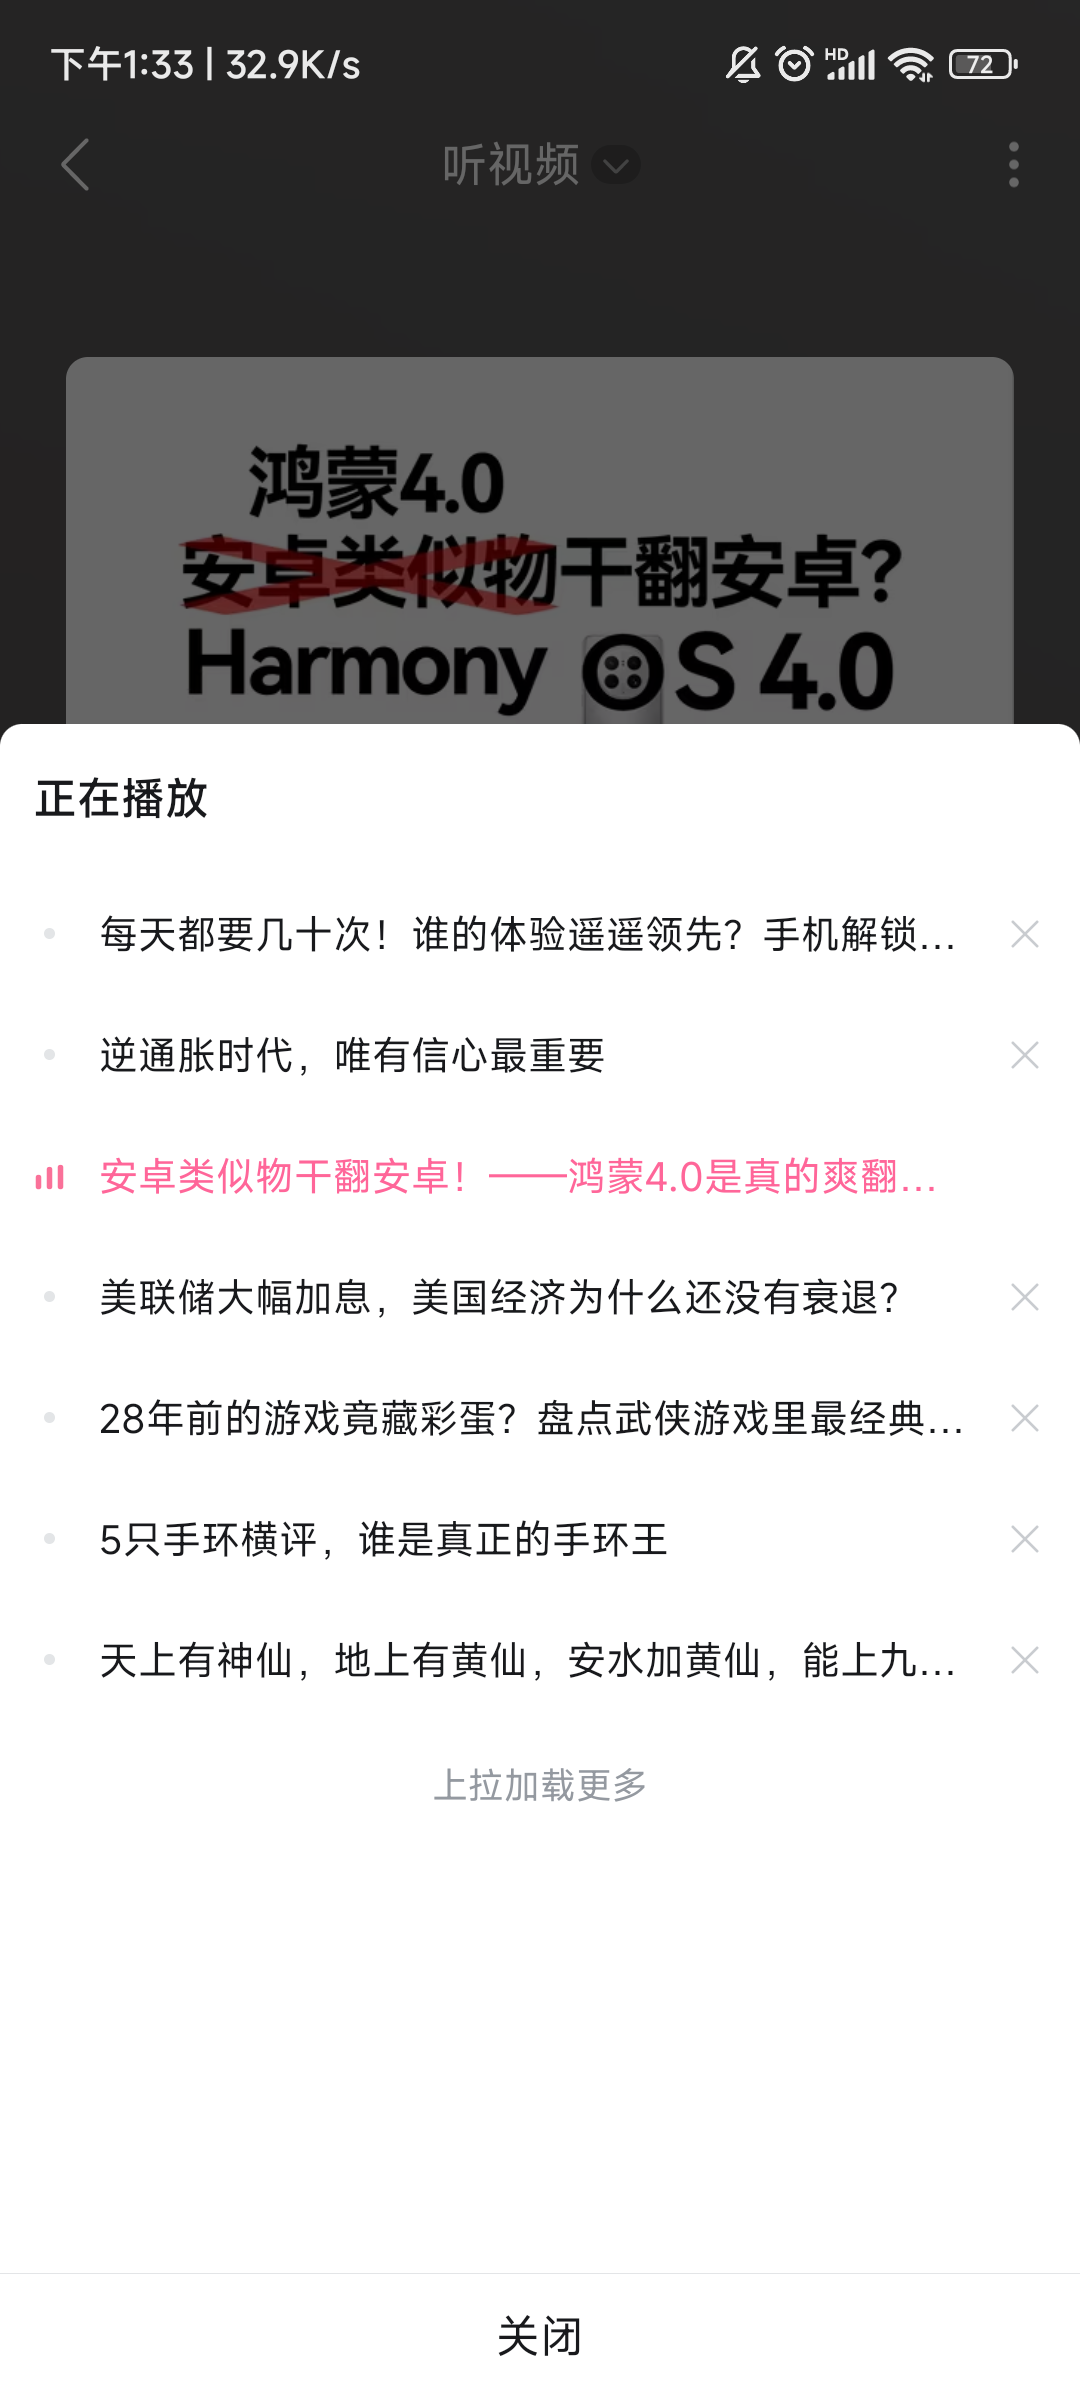 下午1:33 | 32.9K/s
HD
72
听视频
鸿蒙4.0
安卓类似物干翻安卓?
Harmony OS 4.0
正在播放
每天都要几十次！谁的体验遥遥领先？手机解锁...
逆通胀时代，唯有信心最重要
安卓类似物干翻安卓！——鸿蒙4.0是真的爽翻...
美联储大幅加息，美国经济为什么还没有衰退？
28年前的游戏竟藏彩蛋？盘点武侠游戏里最经典...
5只手环横评，谁是真正的手环王
天上有神仙，地上有黄仙，安水加黄仙，能上九...
上拉加载更多
关闭